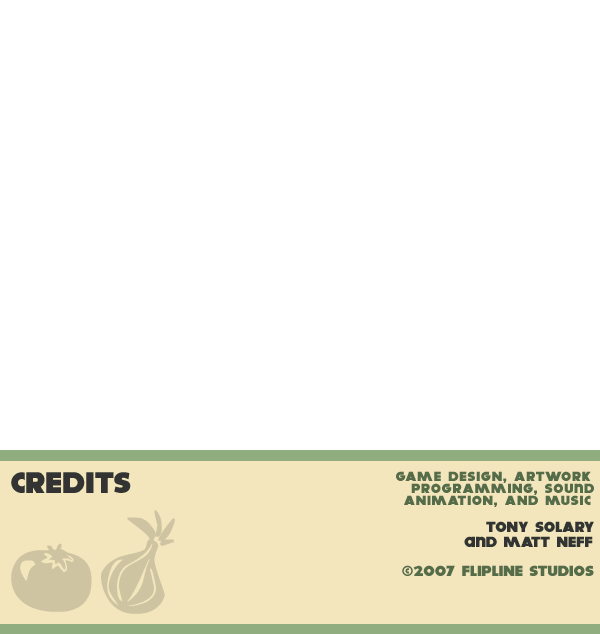 CREDITS
GAME DESIGN, ARTWORK
PROGRAMMING, SOUND
ANIMATION, AND MUSIC
TONY SOLARY
and MATT NEFF
©2007 FLIPLINE STUDIOS